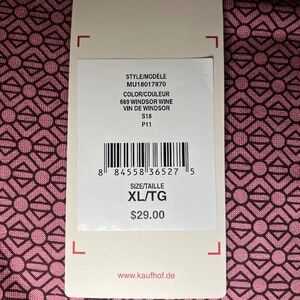 STYLE/MODÈLE
MU18017870
COLOR/COULEUR
669 WINDSOR WINE
VIN DE WINDSOR
S18
P11
8 84558 36527 5
SIZE/TAILLE
XL/TG
$29.00
www.kaufhof.de